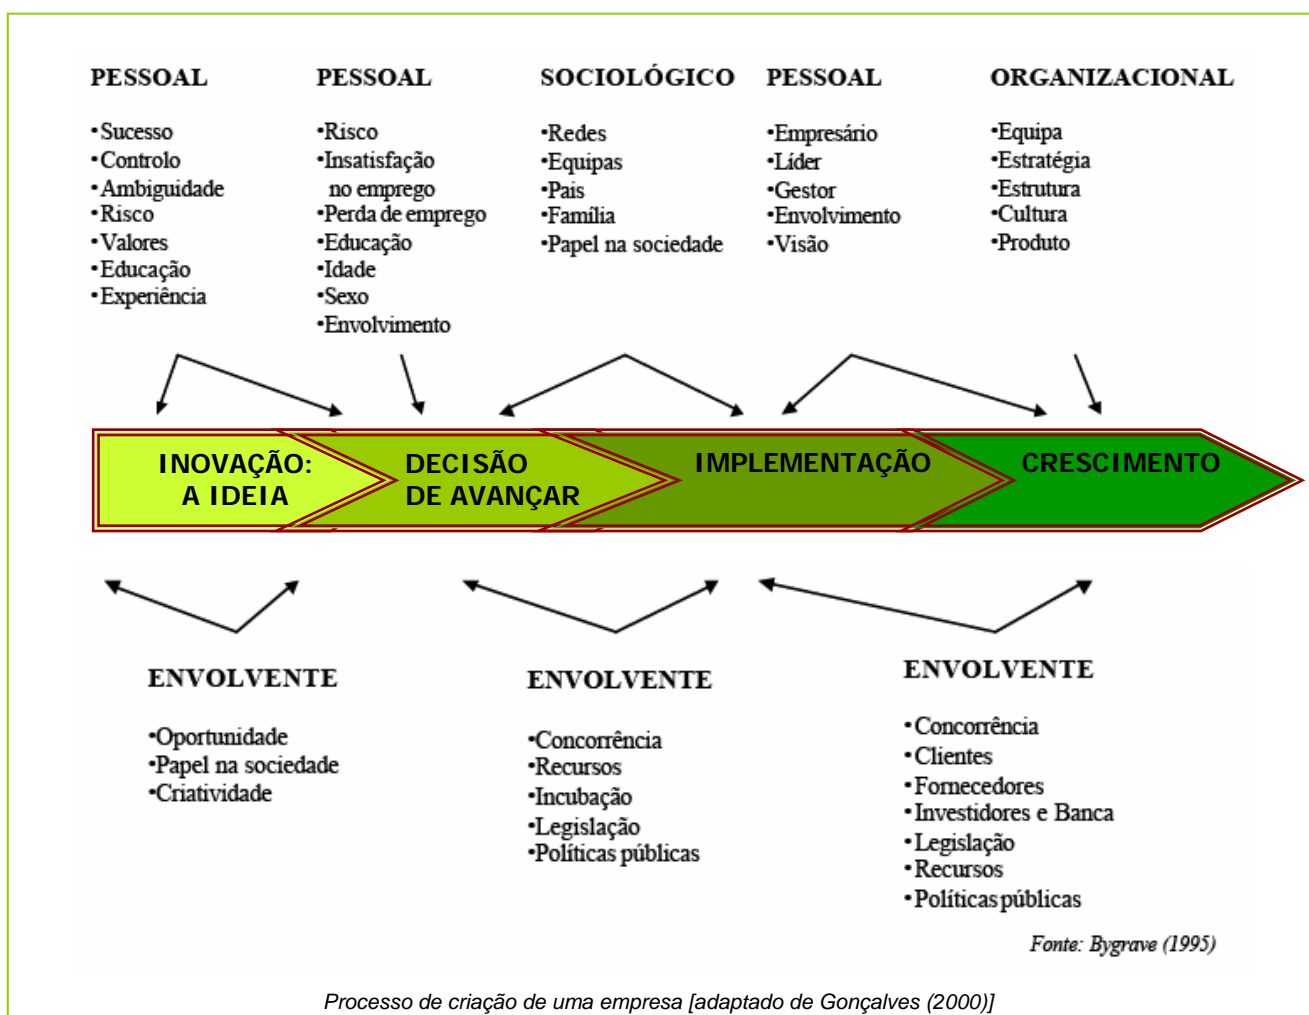 PESSOAL
•Sucesso
•Controlo
•Ambiguidade
•Risco
•Valores
•Educação
•Experiência
PESSOAL
•Risco
•Insatisfação
no emprego
•Perda de emprego
•Educação
•Idade
•Sexo
•Envolvimento
SOCIOLÓGICO
•Redes
•Equipas
•Pais
•Família
•Papel na sociedade
PESSOAL
•Empresário
•Líder
•Gestor
•Envolvimento
•Visão
ORGANIZACIONAL
•Equipa
•Estratégia
•Estrutura
•Cultura
•Produto
INOVAÇÃO:
A IDEIA
DECISÃO
DE AVANÇAR
IMPLEMENTAÇÃO
CRESCIMENTO
ENVOLVENTE
•Oportunidade
•Papel na sociedade
•Criatividade
ENVOLVENTE
•Concorrência
•Recursos
•Incubação
•Legislação
•Políticas públicas
ENVOLVENTE
•Concorrência
•Clientes
•Fornecedores
•Investidores e Banca
•Legislação
•Recursos
•Políticas públicas
Fonte: Bygrave (1995)
Processo de criação de uma empresa [adaptado de Gonçalves (2000)]